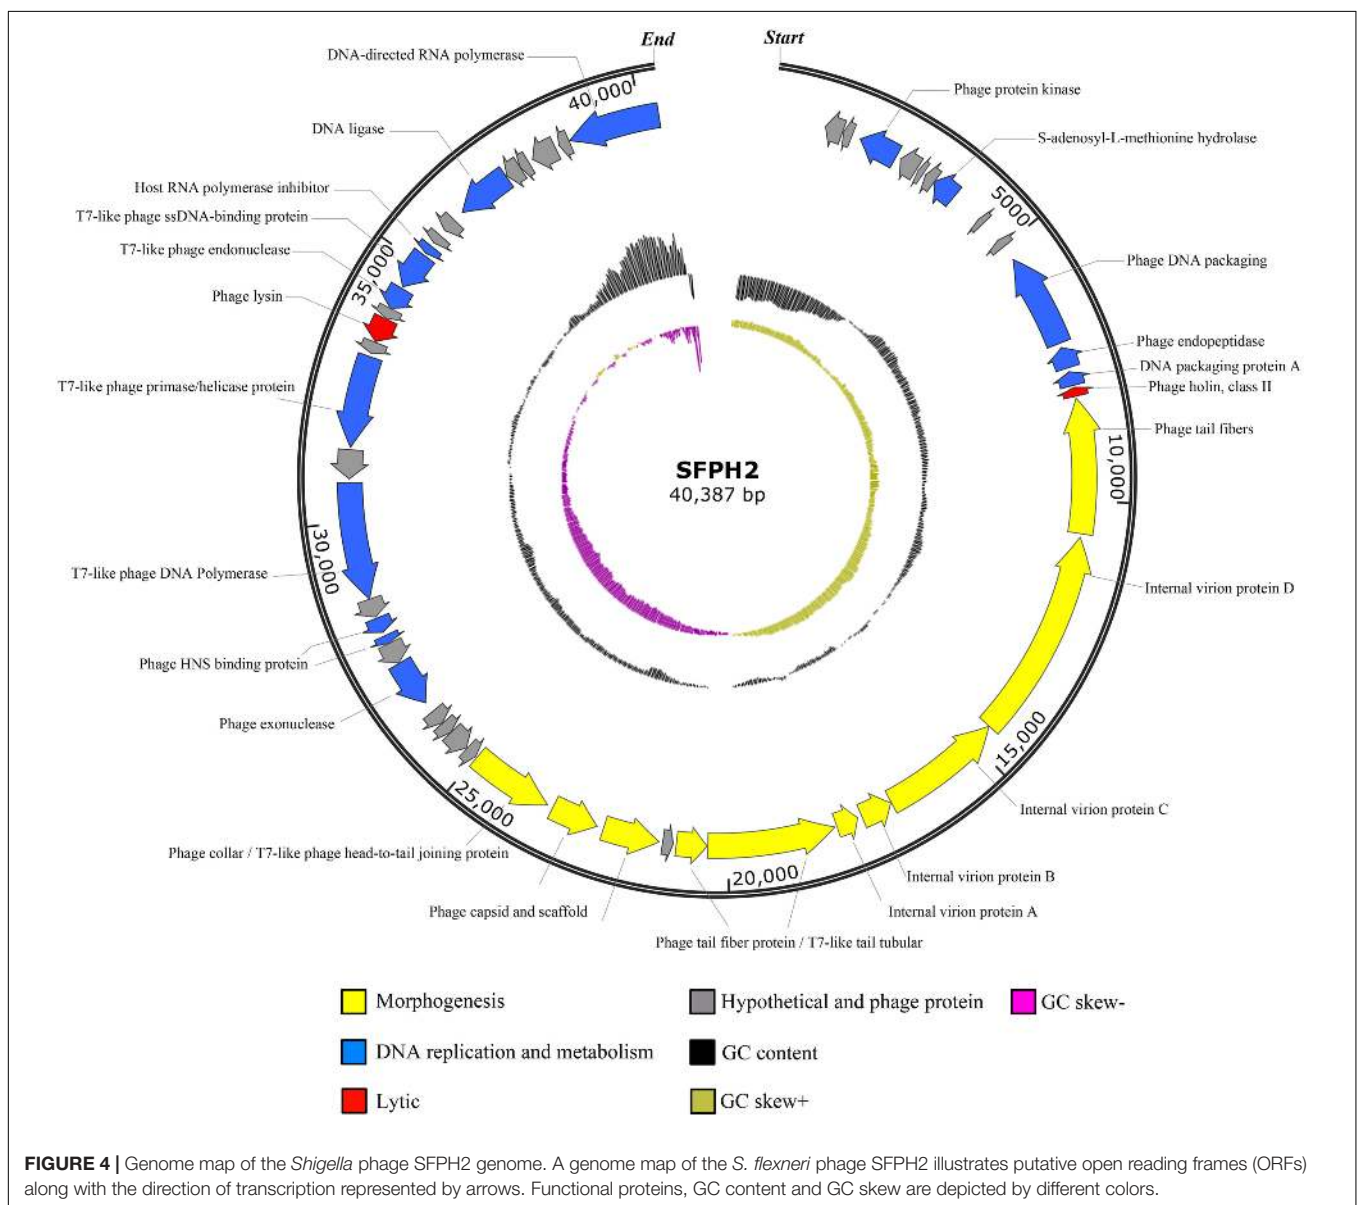 End
Start
DNA-directed RNA polymerase
Phage protein kinase
40,000
DNA ligase
S-adenosyl-L-methionine hydrolase
Host RNA polymerase inhibitor
5000
T7-like phage ssDNA-binding protein
T7-like phage endonuclease
Phage DNA packaging
35,000
Phage lysin
Phage endopeptidase
DNA packaging protein A
T7-like phage primase/helicase protein
Phage holin, class II
Phage tail fibers
10,000
SFPH2
40,387 bp
30,000
T7-like phage DNA Polymerase
Internal virion protein D
Phage HNS binding protein
Phage exonuclease
15,000
25,000
Internal virion protein C
Phage collar / T7-like phage head-to-tail joining protein
20,000
Internal virion protein B
Phage capsid and scaffold
Internal virion protein A
Phage tail fiber protein / T7-like tail tubular
Morphogenesis
Hypothetical and phage protein
GC skew-
DNA replication and metabolism
GC content
Lytic
GC skew+
FIGURE 4 | Genome map of the Shigella phage SFPH2 genome. A genome map of the S. flexneri phage SFPH2 illustrates putative open reading frames (ORFs)
along with the direction of transcription represented by arrows. Functional proteins, GC content and GC skew are depicted by different colors.